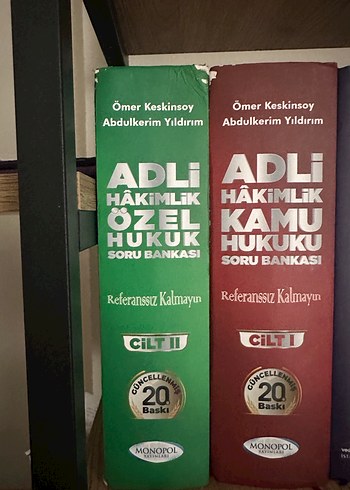 Ömer Keskinsoy
Abdulkerim Yıldırım
ADLİ
HÂKİMLİK
ÖZEL
HUKUK
SORU BANKASI
Referanssız Kalmayın
CİLT II
GÜNCELLENMİŞ
20.
Baskı
MONOPOL
YAYINLARI
Ömer Keskinsoy
Abdulkerim Yıldırım
ADLİ
HÂKİMLİK
KAMU
HUKUKU
SORU BANKASI
Referanssız Kalmayın
CİLT I
GÜNCELLENMİŞ
20.
Baskı
MONOPOL
YAYINLARI